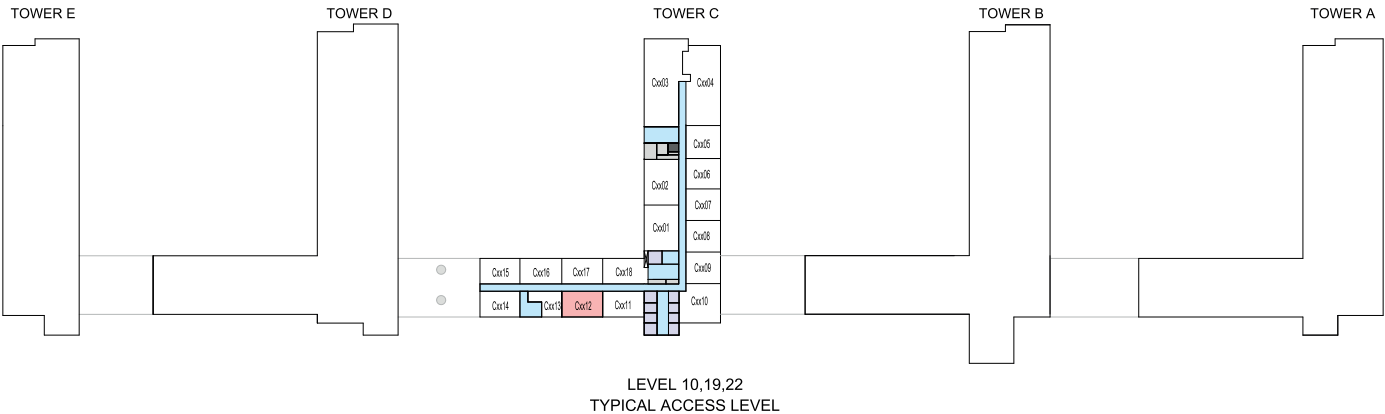 TOWER E
TOWER D
TOWER C
TOWER B
TOWER A
Cxx03
Cxx04
Cxx05
Cxx06
Cxx02
Cxx07
Cxx01
Cxx08
Cxx15
Cxx16
Cxx17
Cxx18
Cxx09
Cxx14
Cxx13
Cxx12
Cxx11
Cxx10
LEVEL 10,19,22
TYPICAL ACCESS LEVEL